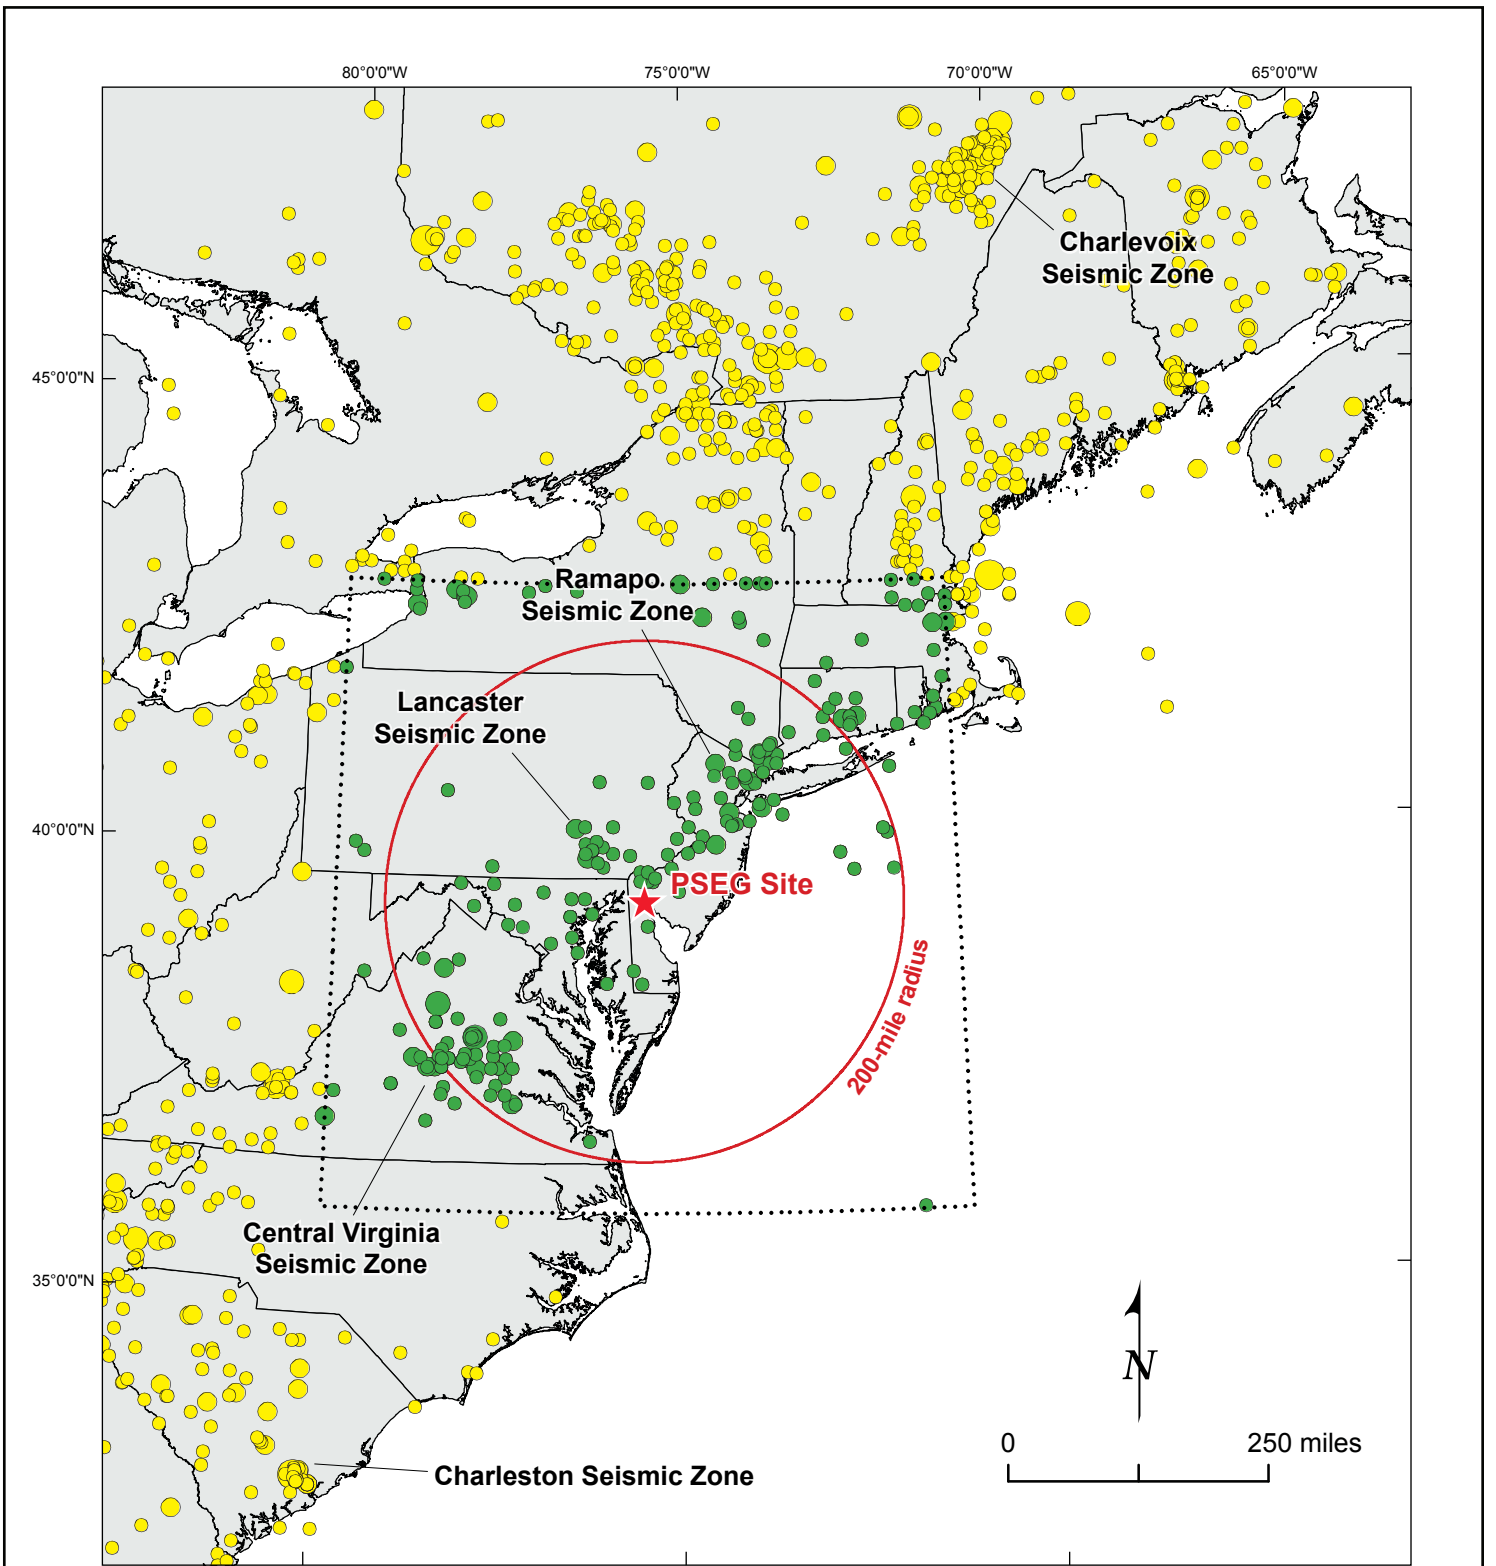 80°0'0"W 75°0'0"W 70°0'0"W 65°0'0"W
Charlevoix
Seismic Zone
45°0'0"N
Ramapo
Seismic Zone
Lancaster
Seismic Zone
40°0'0"N
PSEG Site
200-mile radius
Central Virginia
Seismic Zone
35°0'0"N
N
0 250 miles
Charleston Seismic Zone